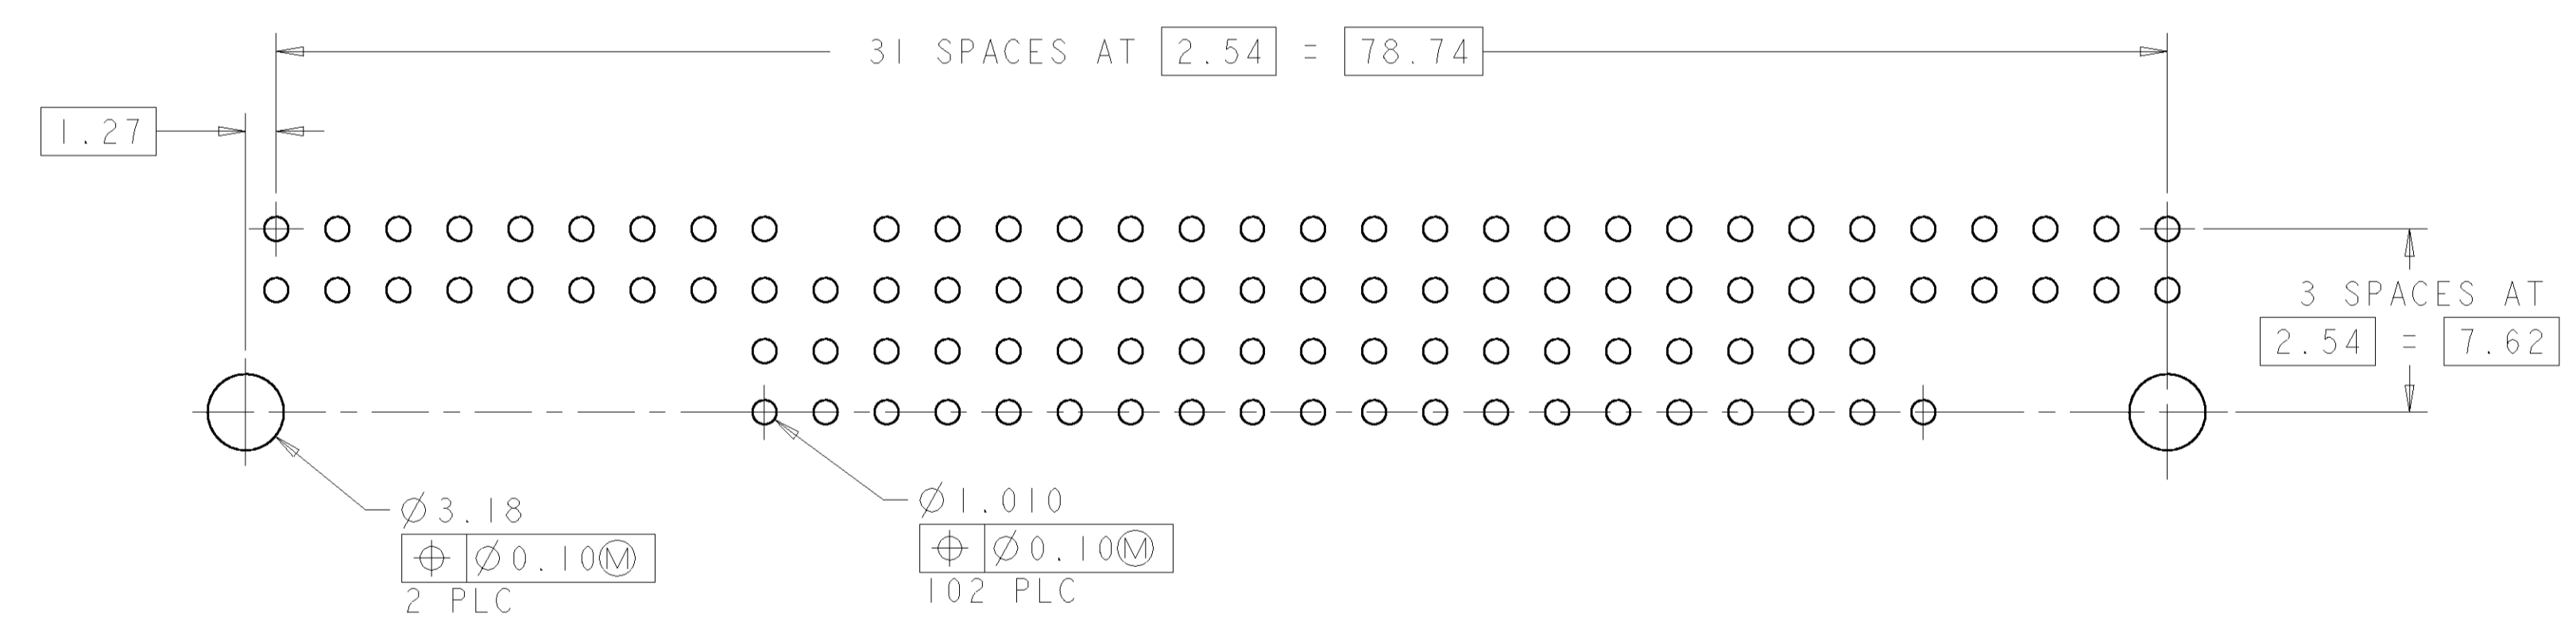 31 SPACES AT 2.54 = 78.74
1.27
3 SPACES AT
2.54 = 7.62
Ø3.18
⌖ Ø0.10Ⓜ
2 PLC
Ø1.010
⌖ Ø0.10Ⓜ
102 PLC